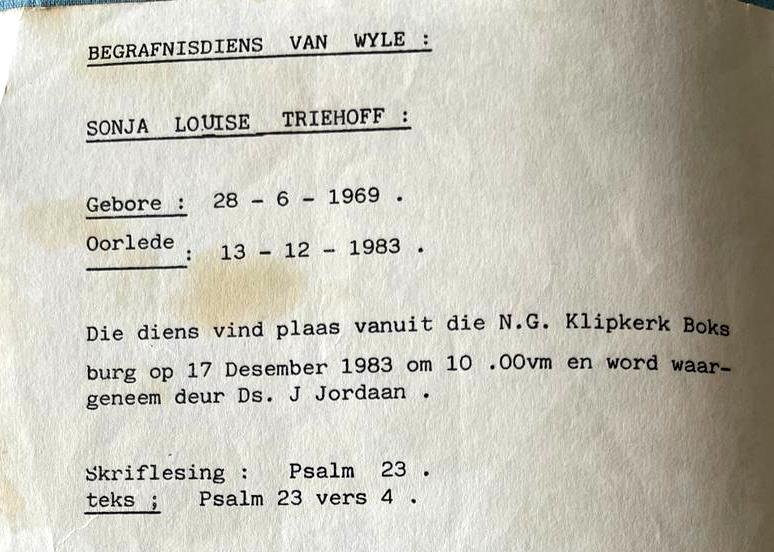 BEGRAFNISDIENS VAN WYLE :
SONJA LOUISE TRIEHOFF :
Gebore : 28 - 6 - 1969 .
Oorlede : 13 - 12 - 1983 .
Die diens vind plaas vanuit die N.G. Klipkerk Boks
burg op 17 Desember 1983 om 10 .00vm en word waar-
geneem deur Ds. J Jordaan .
Skriflesing : Psalm 23 .
teks ; Psalm 23 vers 4 .